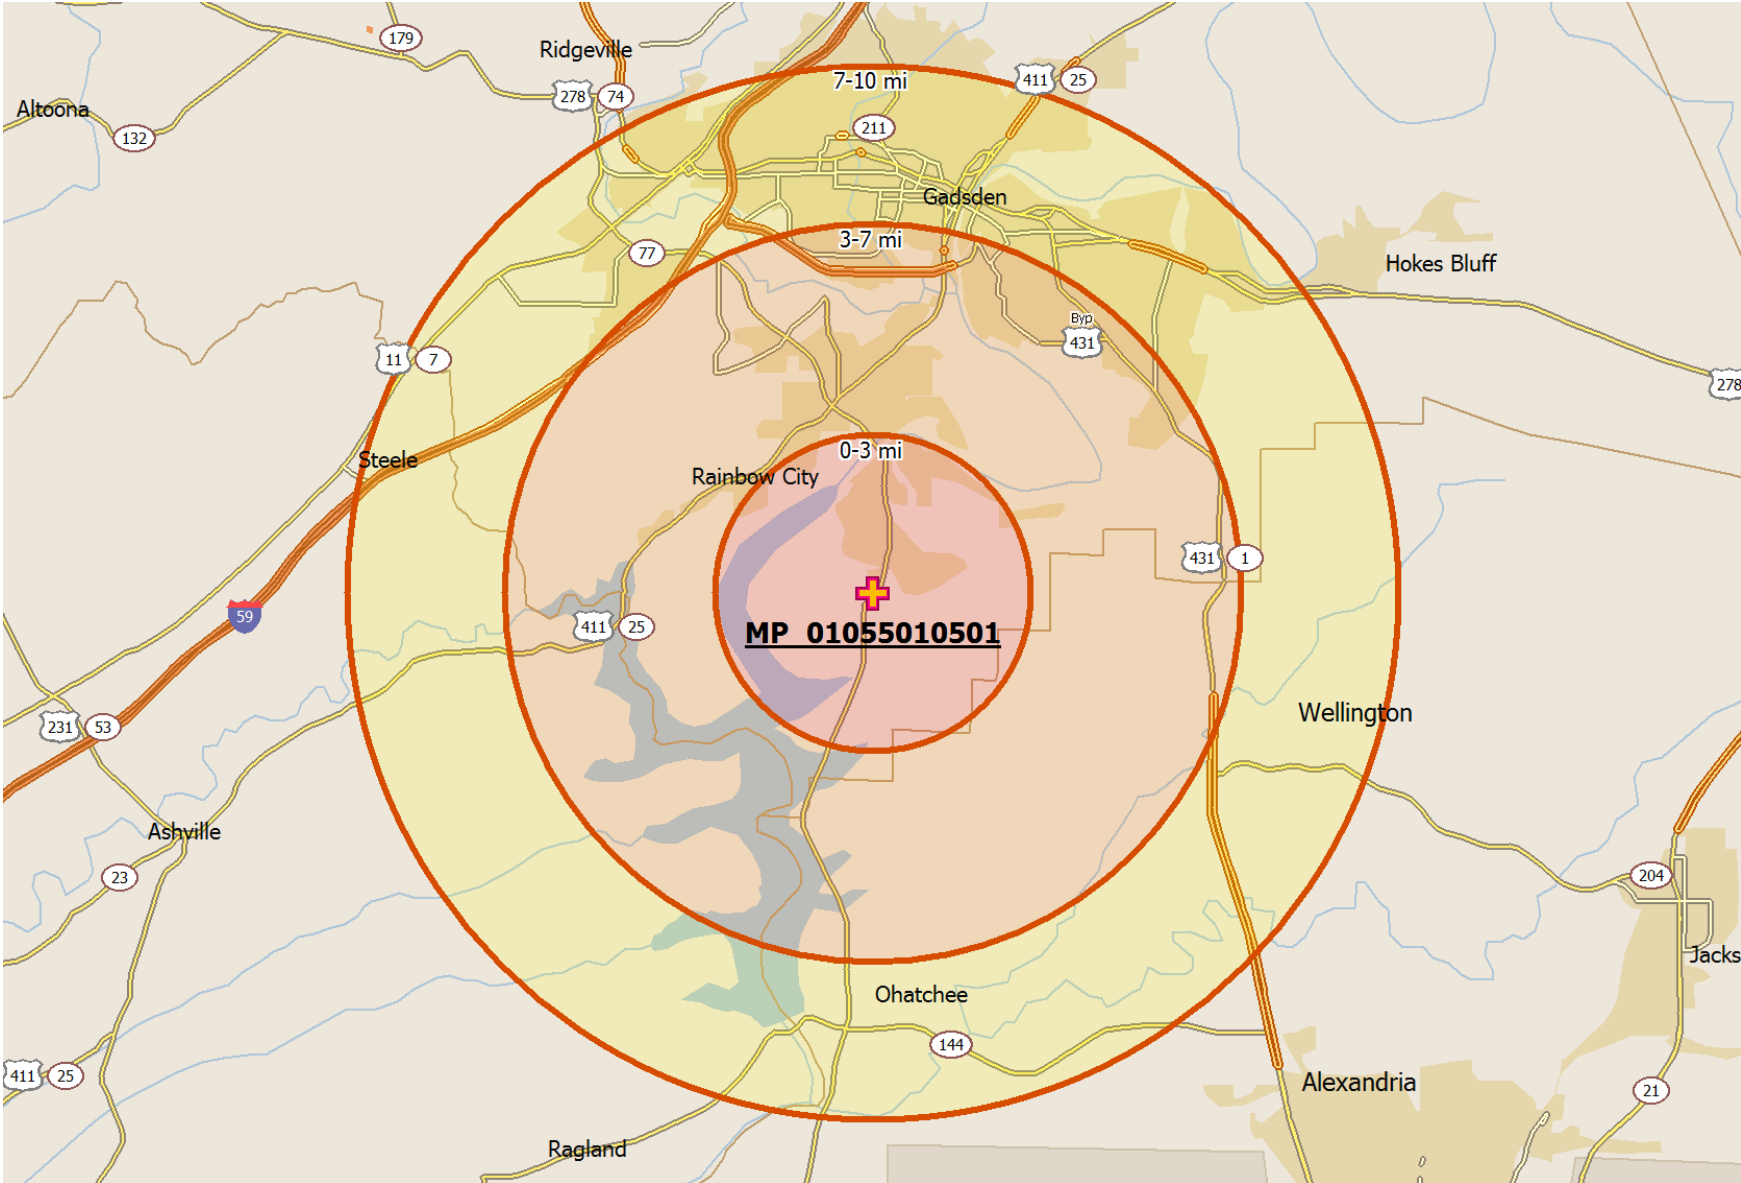 179
Ridgeville
7-10 mi
411
25
278
74
Altoona
132
211
Gadsden
3-7 mi
77
Hokes Bluff
Byp
431
11
7
278
0-3 mi
Steele
Rainbow City
431
1
59
411
25
MP 01055010501
Wellington
231
53
Ashville
23
204
Jacks
Ohatchee
144
411
25
Alexandria
21
Ragland